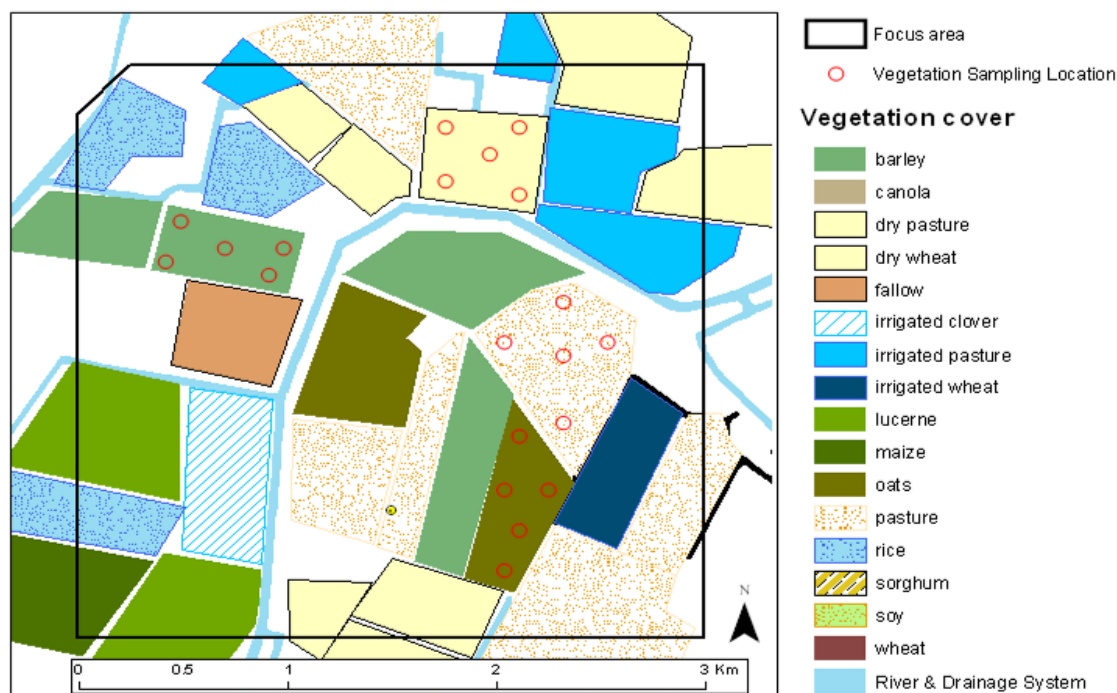 Focus area
Vegetation Sampling Location
Vegetation cover
barley
canola
dry pasture
dry wheat
fallow
irrigated clover
irrigated pasture
irrigated wheat
lucerne
maize
oats
pasture
rice
sorghum
soy
wheat
River & Drainage System
N
0 0.5 1 2 3 Km